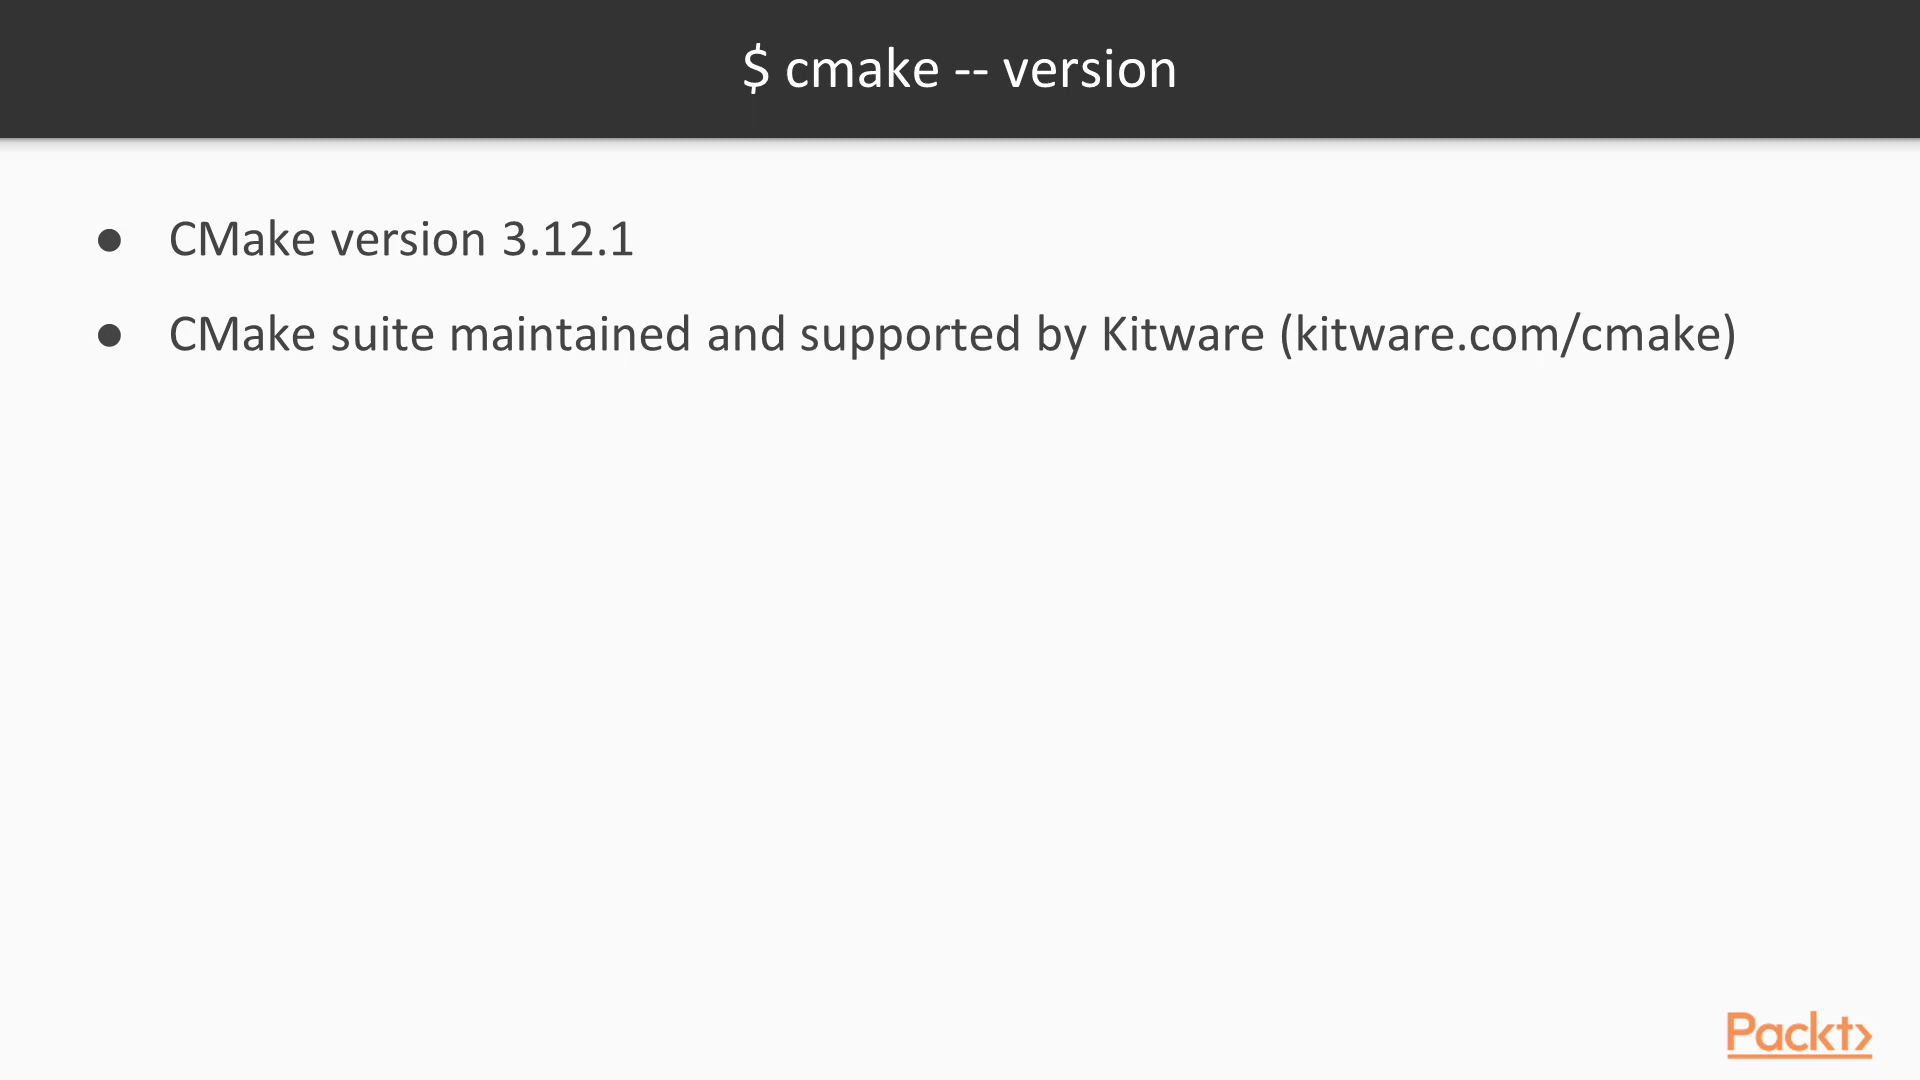 $ cmake -- version
● CMake version 3.12.1
● CMake suite maintained and supported by Kitware (kitware.com/cmake)
Packt>